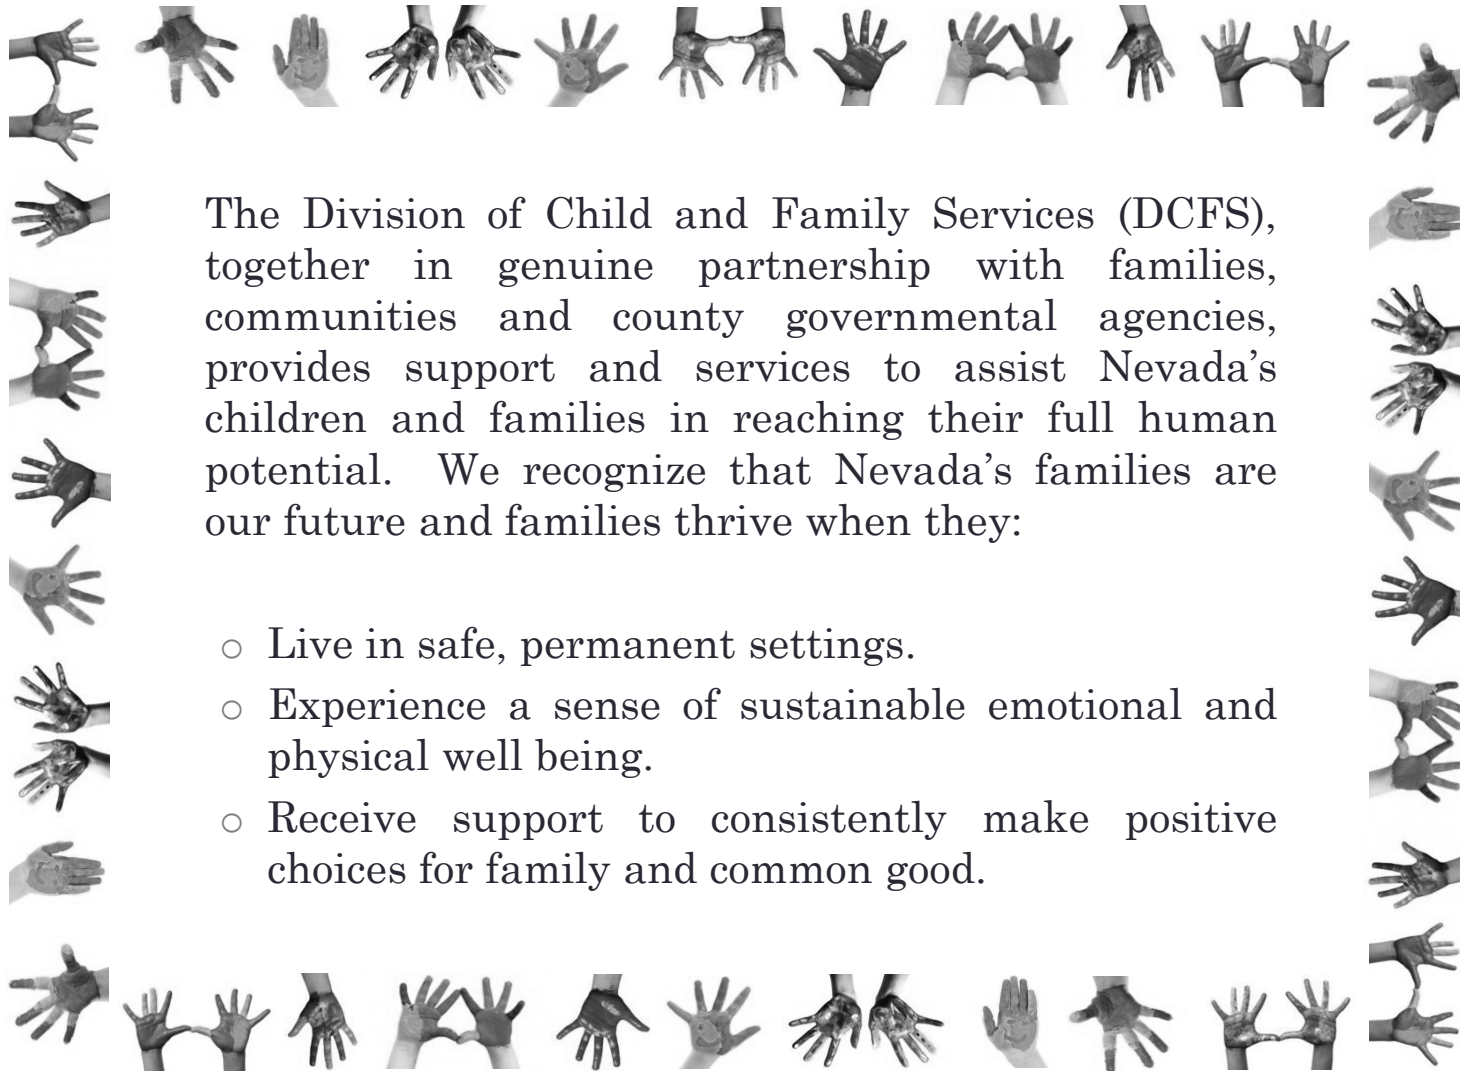 The Division of Child and Family Services (DCFS),
together in genuine partnership with families,
communities and county governmental agencies,
provides support and services to assist Nevada’s
children and families in reaching their full human
potential.  We recognize that Nevada’s families are
our future and families thrive when they:
○ Live in safe, permanent settings.
○ Experience a sense of sustainable emotional and
physical well being.
○ Receive support to consistently make positive
choices for family and common good.